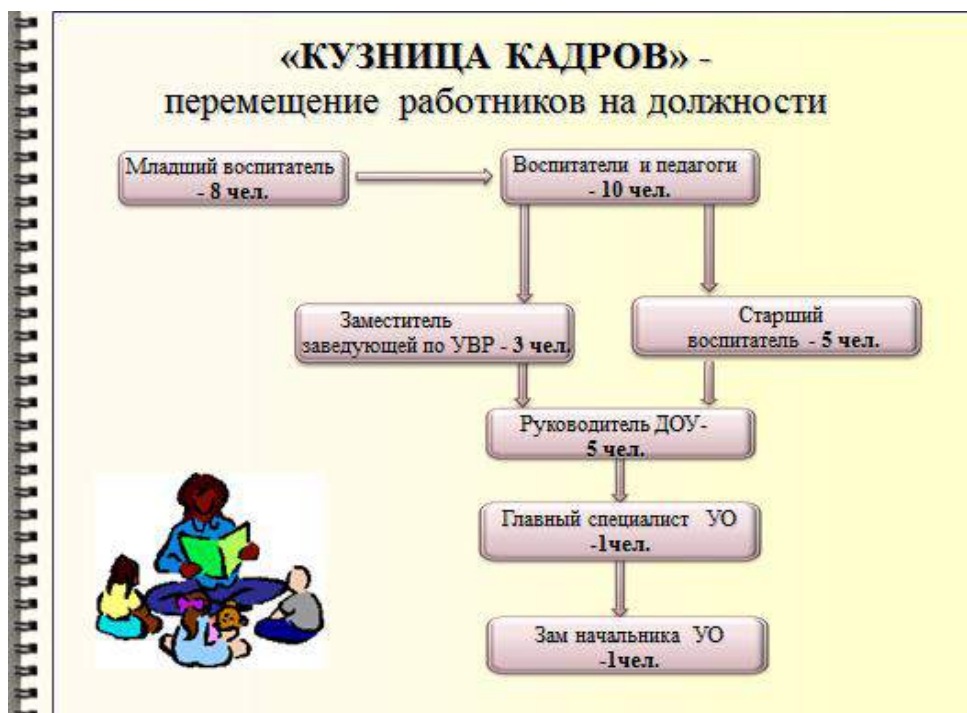 «КУЗНИЦА КАДРОВ» -
перемещение работников на должности
Младший воспитатель
- 8 чел.
Воспитатели и педагоги
- 10 чел.
Заместитель
заведующей по УВР - 3 чел.
Старший
воспитатель - 5 чел.
Руководитель ДОУ-
5 чел.
Главный специалист УО
-1чел.
Зам начальника УО
-1чел.